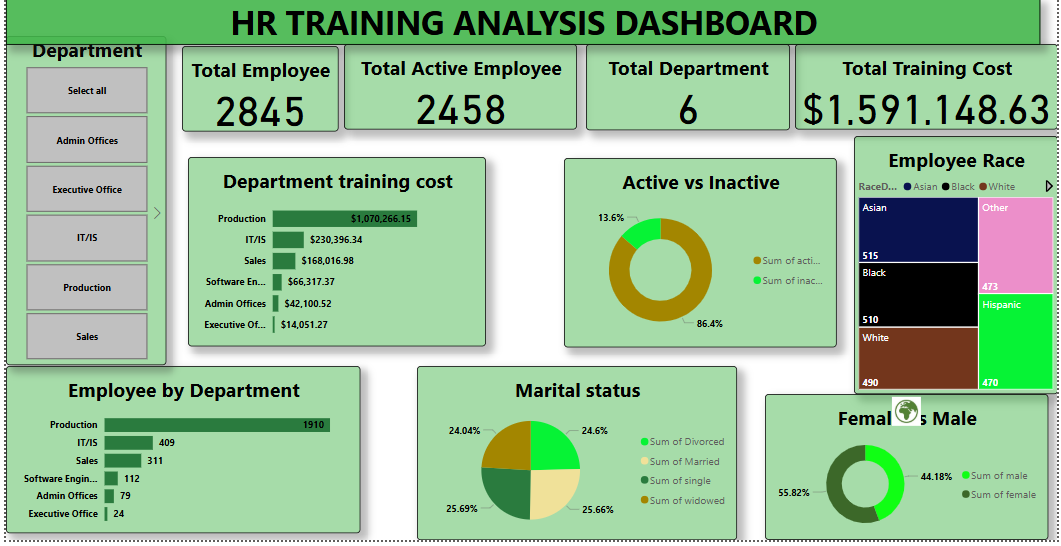 HR TRAINING ANALYSIS DASHBOARD
Department
Select all
Admin Offices
Executive Office
IT/IS
Production
Sales
Total Employee
2845
Total Active Employee
2458
Total Department
6
Total Training Cost
$1,591,148.63
Department training cost
Production $1,070,266.15
IT/IS $230,396.34
Sales $168,016.98
Software En... $66,317.37
Admin Offices $42,100.52
Executive Of... $14,051.27
Active vs Inactive
13.6%
86.4%
Sum of acti...
Sum of inac...
Employee Race
RaceD... Asian Black White
Asian
515
Black
510
White
490
Other
473
Hispanic
470
Employee by Department
Production 1910
IT/IS 409
Sales 311
Software Engin... 112
Admin Offices 79
Executive Office 24
Marital status
24.04%
24.6%
25.69%
25.66%
Sum of Divorced
Sum of Married
Sum of single
Sum of widowed
Femal s Male
44.18%
55.82%
Sum of male
Sum of female